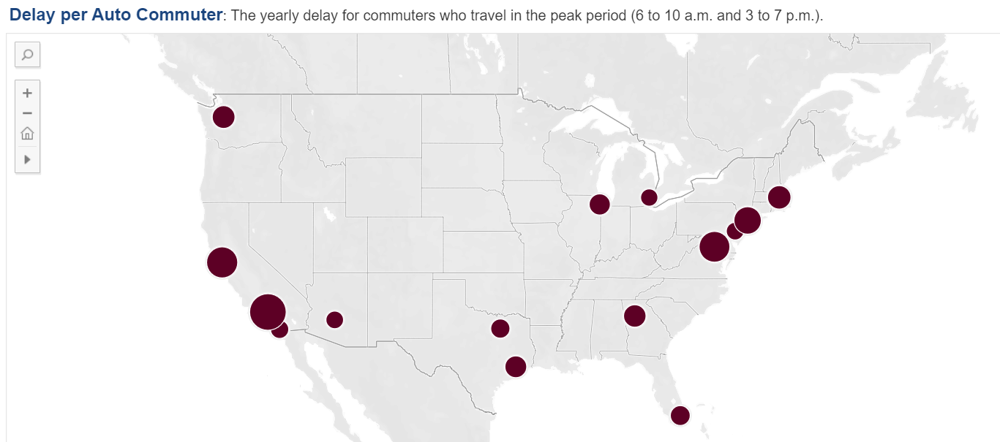 Delay per Auto Commuter: The yearly delay for commuters who travel in the peak period (6 to 10 a.m. and 3 to 7 p.m.).